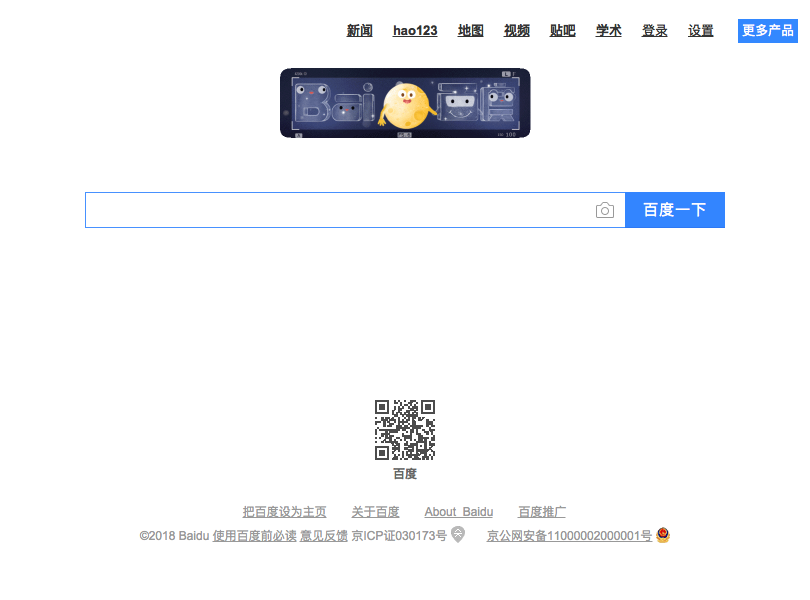 新闻 hao123 地图 视频 贴吧 学术 登录 设置 更多产品
百度一下
百度
把百度设为主页 关于百度 About Baidu 百度推广
©2018 Baidu 使用百度前必读 意见反馈 京ICP证030173号 京公网安备11000002000001号